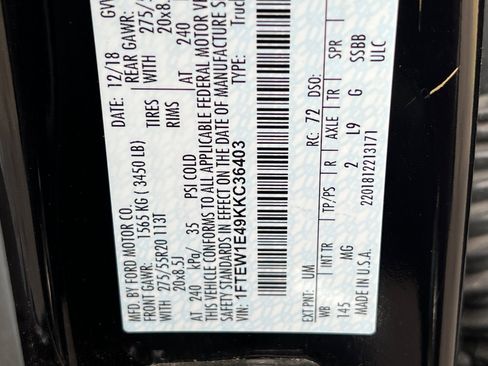 MFD. BY FORD MOTOR CO.
DATE: 12/18 GV
FRONT GAWR: 1565 KG ( 3450 LB) REAR GAWR:
275/55R20 113T WITH 275/
20x8.5J TIRES 20x8.
RIMS
AT 240 kPa/ 35 PSI COLD AT 240
THIS VEHICLE CONFORMS TO ALL APPLICABLE FEDERAL MOTOR VE
SAFETY STANDARDS IN EFFECT ON THE DATE OF MANUFACTURE S
VIN: 1FTEW1E49KKC36403 TYPE: Truc
EXT PNT: UM RC: 72 DSO:
WB INT TR TP/PS R AXLE TR SPR
145 MG 2 L9 G SSBB
MADE IN U.S.A. 2201812213171 ULC